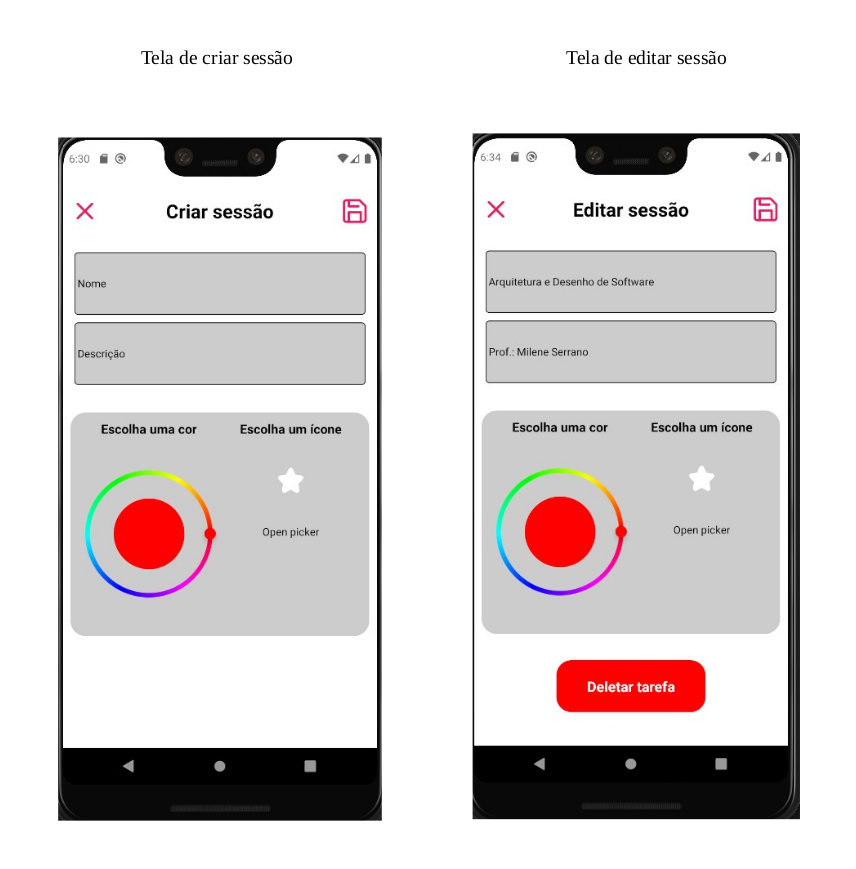 Tela de criar sessão
Tela de editar sessão
6:30
Criar sessão
Nome
Descrição
Escolha uma cor
Escolha um ícone
Open picker
6:34
Editar sessão
Arquitetura e Desenho de Software
Prof.: Milene Serrano
Escolha uma cor
Escolha um ícone
Open picker
Deletar tarefa